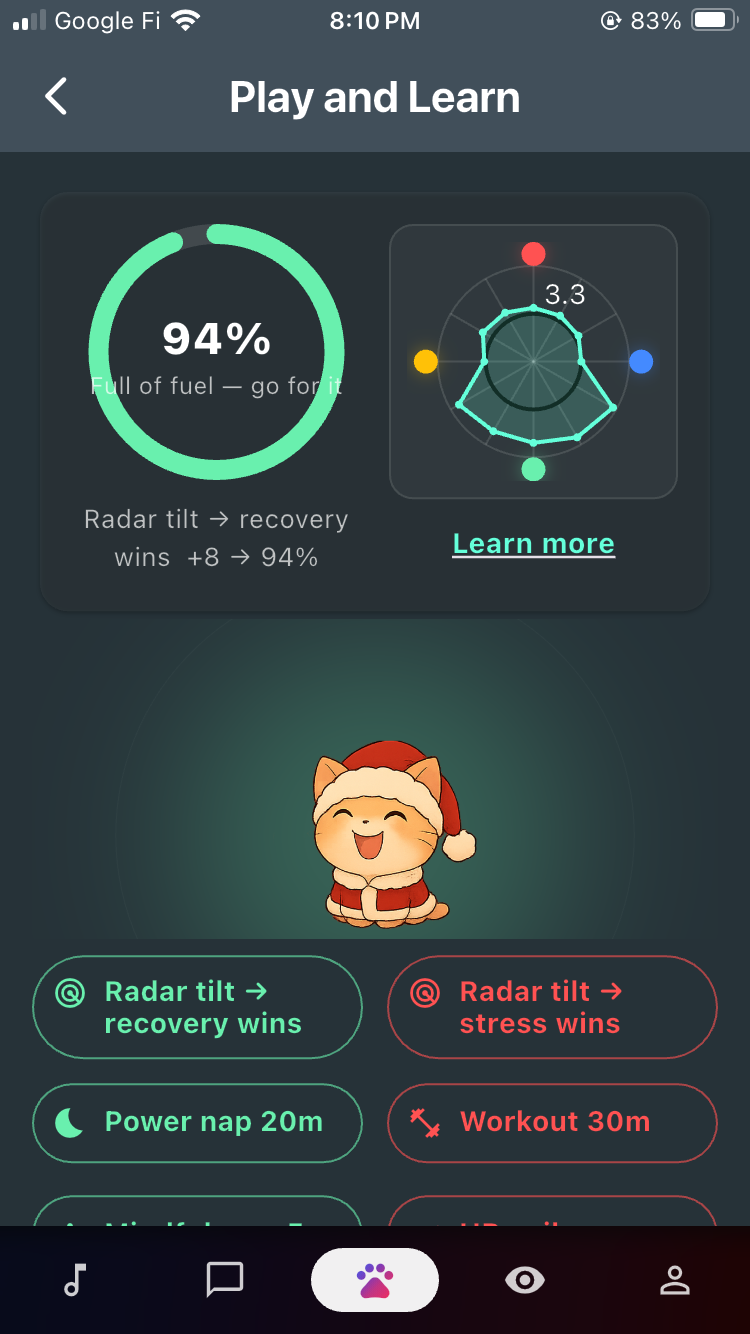 Google Fi
8:10 PM
83%
Play and Learn
94%
Full of fuel — go for it
3.3
Radar tilt → recovery
wins +8 → 94%
Learn more
Radar tilt →
recovery wins
Radar tilt →
stress wins
Power nap 20m
Workout 30m